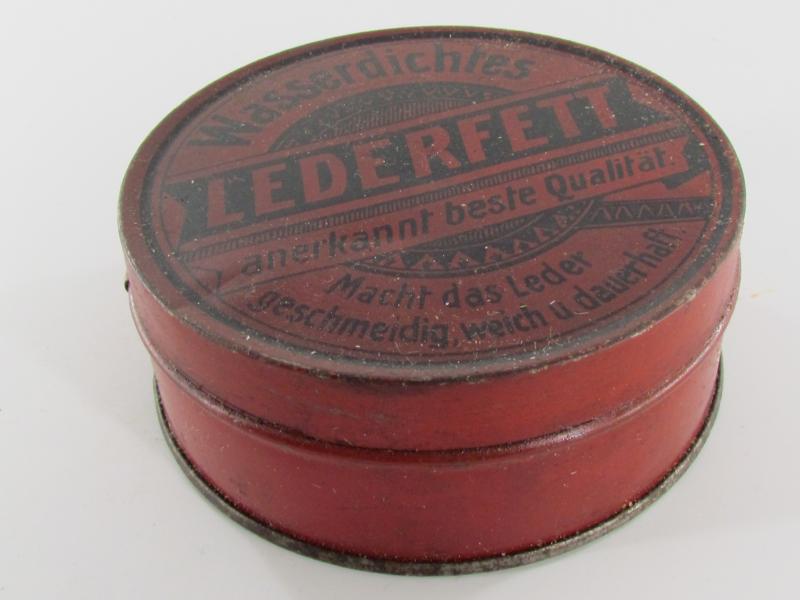 Wasserdichtes
LEDERFETT
anerkannt beste Qualität.
Macht das Leder
geschmeidig, weich u dauerhaft.